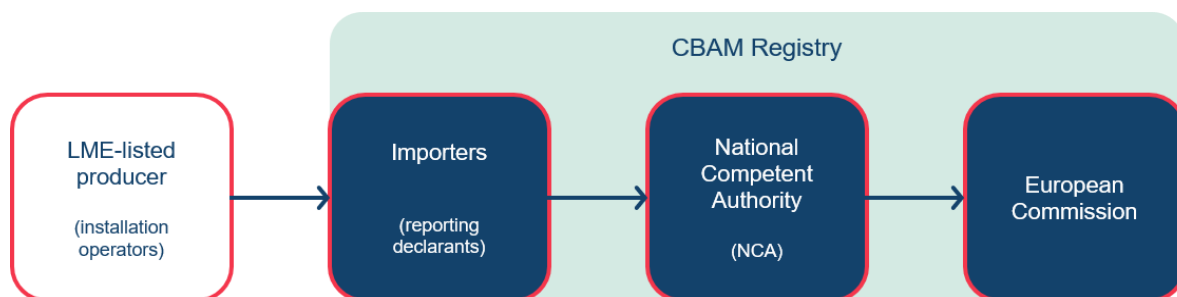 CBAM Registry
LME-listed
producer
(installation
operators)
Importers
(reporting
declarants)
National
Competent
Authority
(NCA)
European
Commission